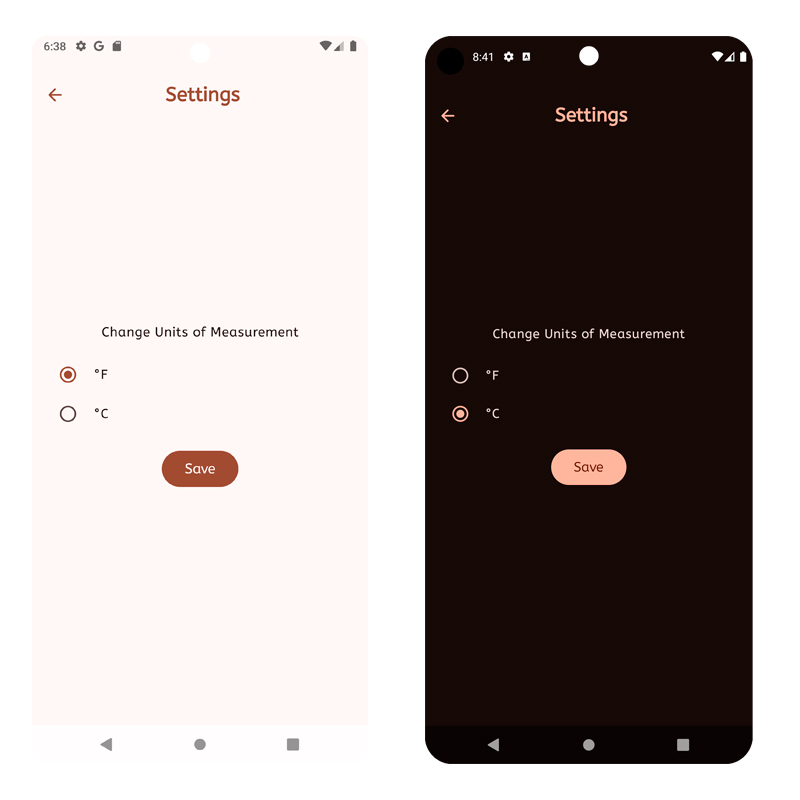 6:38
Settings
Change Units of Measurement
°F
°C
Save
8:41
Settings
Change Units of Measurement
°F
°C
Save